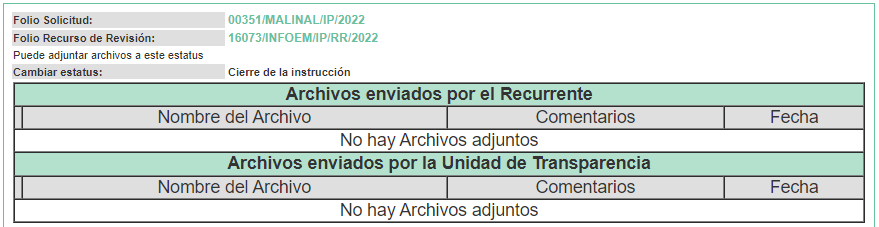 Folio Solicitud: 00351/MALINAL/IP/2022
Folio Recurso de Revisión: 16073/INFOEM/IP/RR/2022
Puede adjuntar archivos a este estatus
Cambiar estatus: Cierre de la instrucción
Archivos enviados por el Recurrente
Nombre del Archivo Comentarios Fecha
No hay Archivos adjuntos
Archivos enviados por la Unidad de Transparencia
Nombre del Archivo Comentarios Fecha
No hay Archivos adjuntos